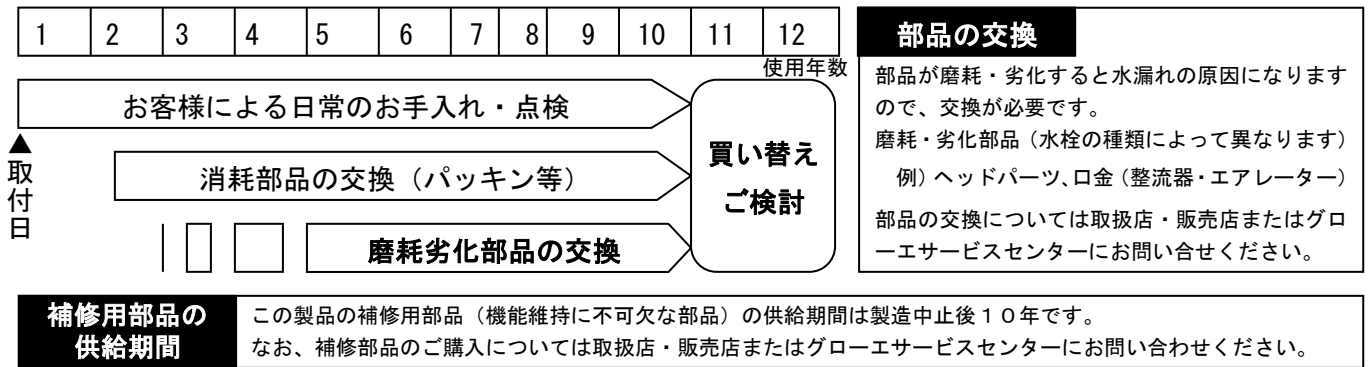 1 2 3 4 5 6 7 8 9 10 11 12
使用年数
お客様による日常のお手入れ・点検
▲取付日
消耗部品の交換（パッキン等）
磨耗劣化部品の交換
買い替え
ご検討
部品の交換
部品が磨耗・劣化すると水漏れの原因になります
ので、交換が必要です。
磨耗・劣化部品（水栓の種類によって異なります）
例）ヘッドパーツ、口金（整流器・エアレーター）
部品の交換については取扱店・販売店またはグロ
ーエサービスセンターにお問い合せください。
補修用部品の
供給期間
この製品の補修用部品（機能維持に不可欠な部品）の供給期間は製造中止後１０年です。
なお、補修部品のご購入については取扱店・販売店またはグローエサービスセンターにお問い合わせください。